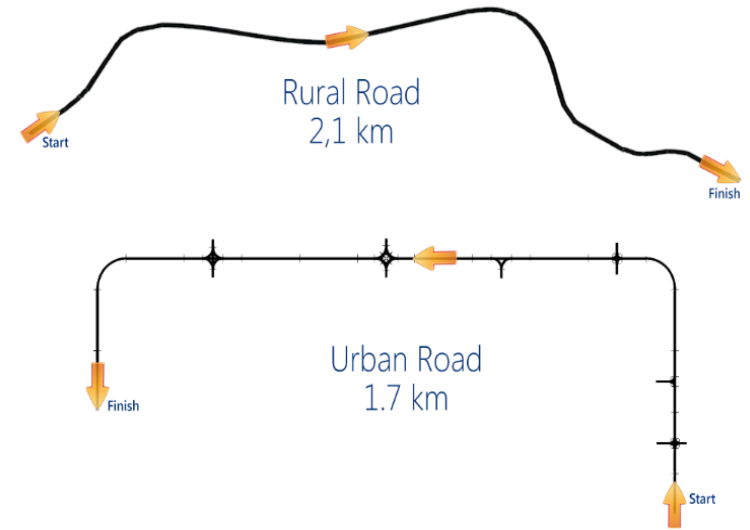 Rural Road
2,1 km
Start
Finish
Urban Road
1.7 km
Finish
Start